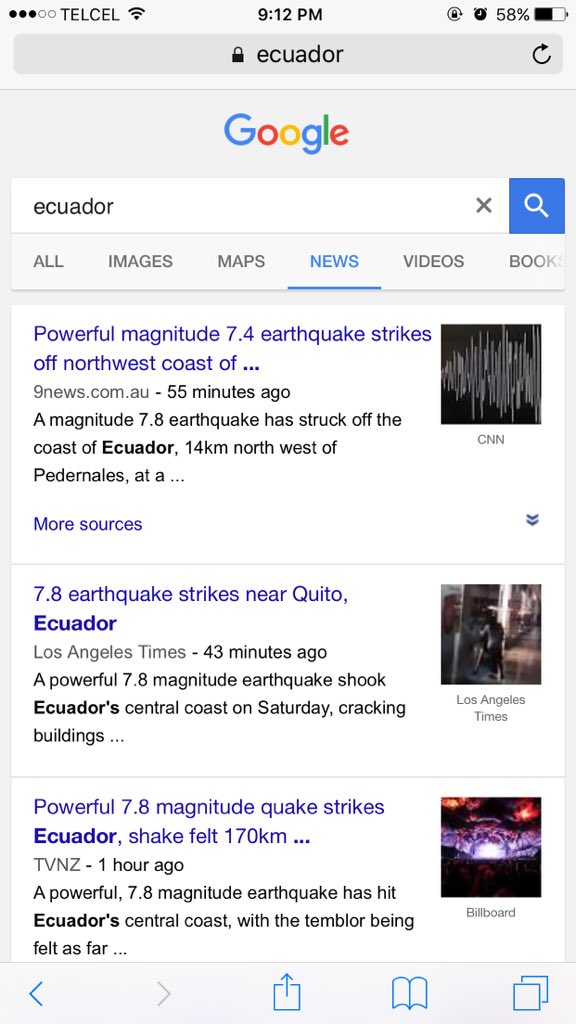 TELCEL 9:12 PM 58%
ecuador
Google
ecuador
ALL IMAGES MAPS NEWS VIDEOS BOOKS
Powerful magnitude 7.4 earthquake strikes
off northwest coast of ...
9news.com.au - 55 minutes ago
A magnitude 7.8 earthquake has struck off the
coast of Ecuador, 14km north west of
Pedernales, at a ...
CNN
More sources
7.8 earthquake strikes near Quito,
Ecuador
Los Angeles Times - 43 minutes ago
A powerful 7.8 magnitude earthquake shook
Ecuador's central coast on Saturday, cracking
buildings ...
Los Angeles
Times
Powerful 7.8 magnitude quake strikes
Ecuador, shake felt 170km ...
TVNZ - 1 hour ago
A powerful, 7.8 magnitude earthquake has hit
Ecuador's central coast, with the temblor being
felt as far ...
Billboard